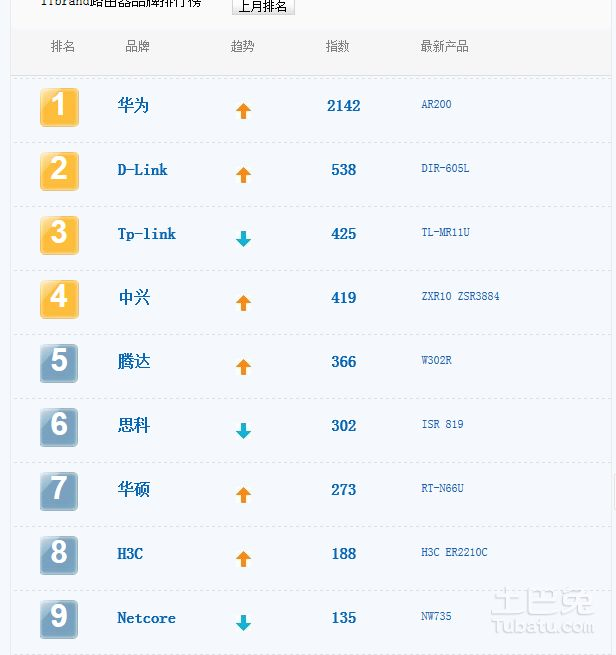 ITbrand路由器品牌排行榜 上月排名
排名 品牌 趋势 指数 最新产品
1 华为 2142 AR200
2 D-Link 538 DIR-605L
3 Tp-link 425 TL-MR11U
4 中兴 419 ZXR10 ZSR3884
5 腾达 366 W302R
6 思科 302 ISR 819
7 华硕 273 RT-N66U
8 H3C 188 H3C ER2210C
9 Netcore 135 NW735
土巴兔
Tubatu.com